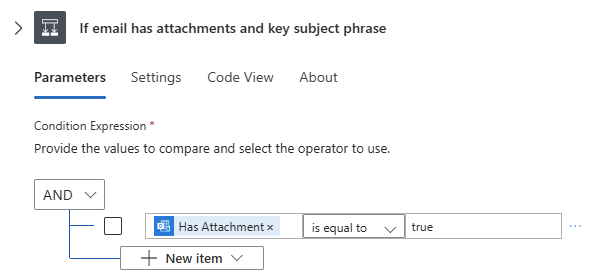 If email has attachments and key subject phrase
Parameters Settings Code View About
Condition Expression *
Provide the values to compare and select the operator to use.
AND
Has Attachment × is equal to true ...
+ New item